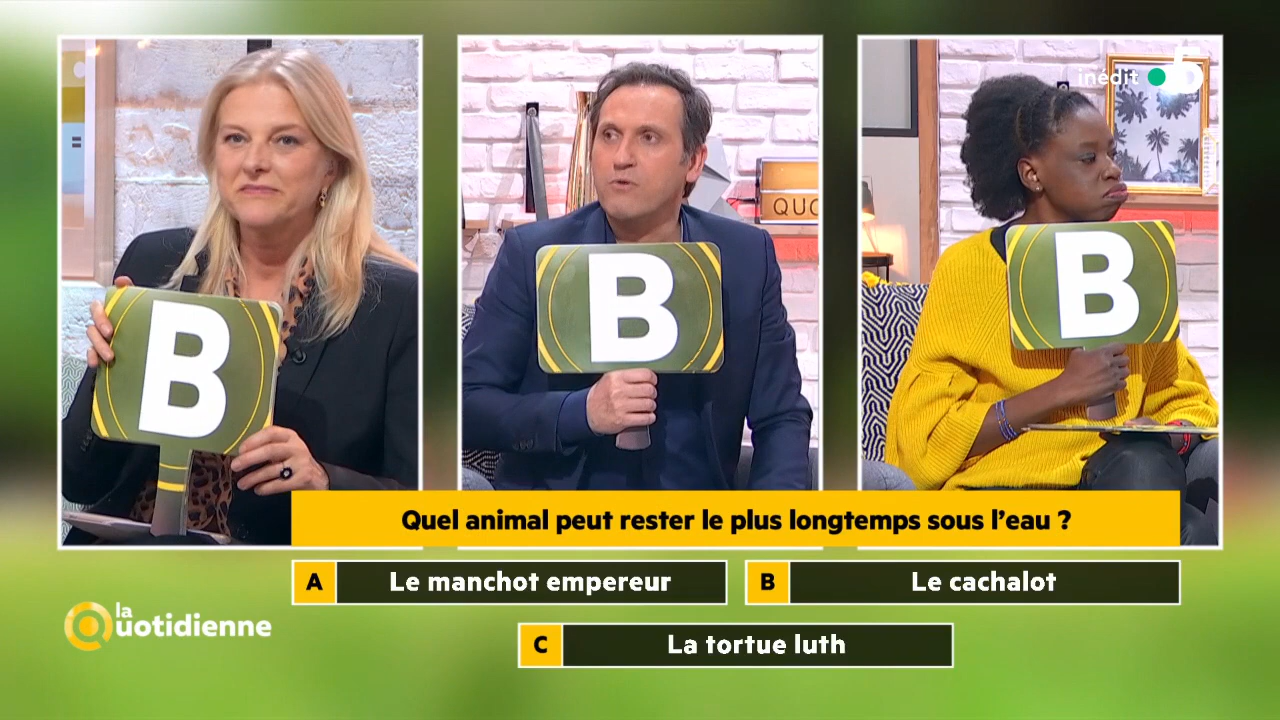 inédit 5
QUO
B
B
B
Quel animal peut rester le plus longtemps sous l'eau ?
A Le manchot empereur
B Le cachalot
la Quotidienne
C La tortue luth